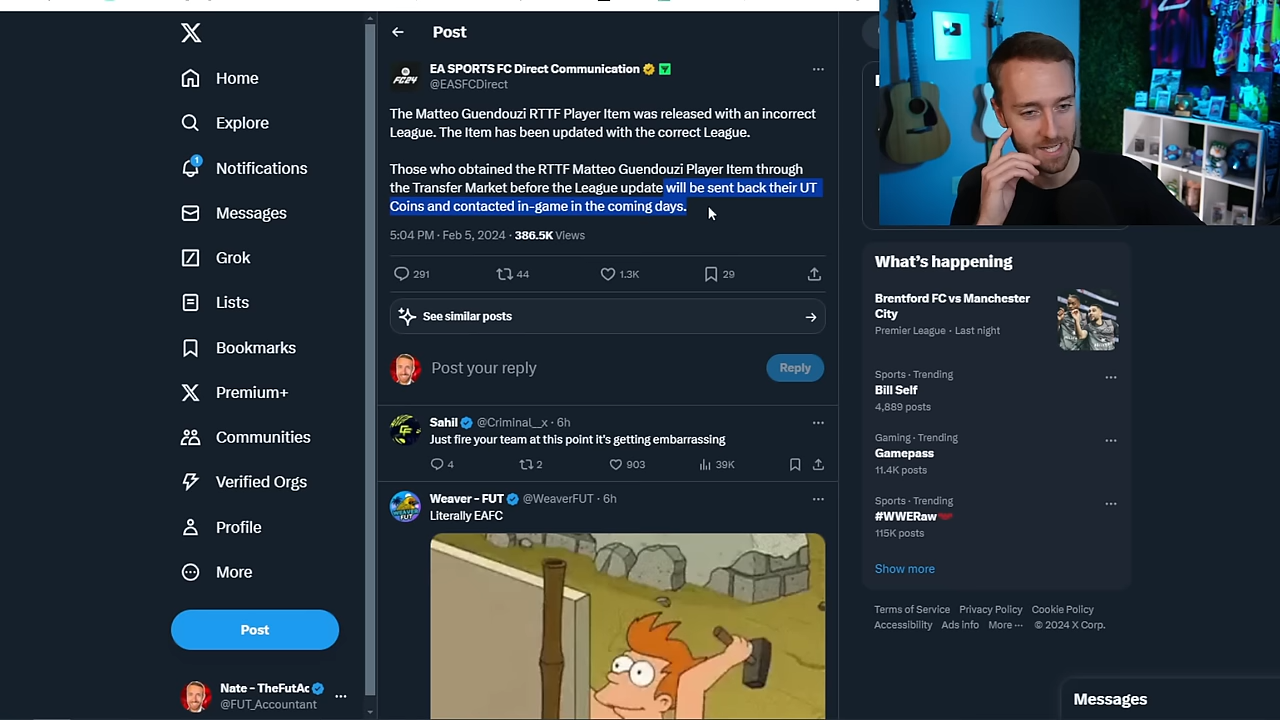 Home
Explore
1
Notifications
Messages
Grok
Lists
Bookmarks
Premium+
Communities
Verified Orgs
Profile
More
Post
Nate - TheFutAc
@FUT_Accountant
Post
FC24
EA SPORTS FC Direct Communication
@EASFCDirect
The Matteo Guendouzi RTTF Player Item was released with an incorrect
League. The Item has been updated with the correct League.
Those who obtained the RTTF Matteo Guendouzi Player Item through
the Transfer Market before the League update will be sent back their UT
Coins and contacted in-game in the coming days.
5:04 PM · Feb 5, 2024 · 386.5K Views
291 44 1.3K 29
See similar posts
Post your reply
Reply
Sahil @Cr1minal__x · 6h
Just fire your team at this point it's getting embarrassing
4 2 903 39K
Weaver - FUT @WeaverFUT · 6h
Literally EAFC
What's happening
Brentford FC vs Manchester
City
Premier League · Last night
Sports · Trending
Bill Self
4,889 posts
Gaming · Trending
Gamepass
11.4K posts
Sports · Trending
#WWERaw
115K posts
Show more
Terms of Service Privacy Policy Cookie Policy
Accessibility Ads info More ··· © 2024 X Corp.
Messages